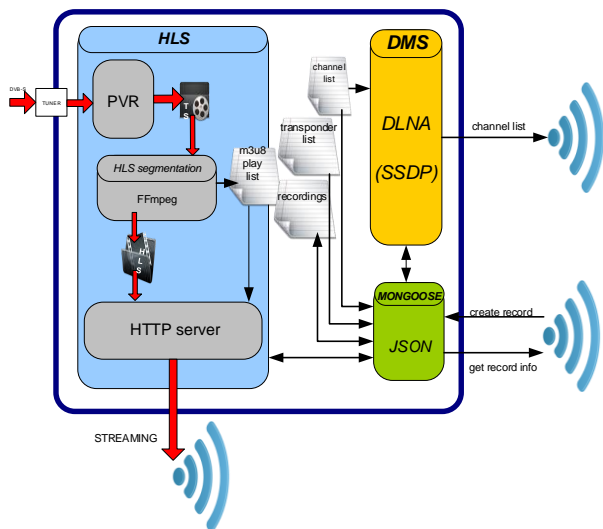 HLS
DMS
DVB-S
TUNER
PVR
T
S
channel
list
DLNA
(SSDP)
channel list
transponder
list
HLS segmentation
FFmpeg
m3u8
play
list
recordings
H
L
S
HTTP server
MONGOOSE
JSON
create record
get record info
STREAMING